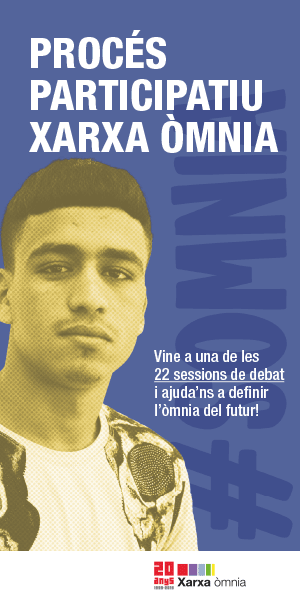 PROCÉS
PARTICIPATIU
XARXA ÒMNIA
#SOMOMNIA
Vine a una de les
22 sessions de debat
i ajuda'ns a definir
l'òmnia del futur!
20
anys
Xarxa òmnia